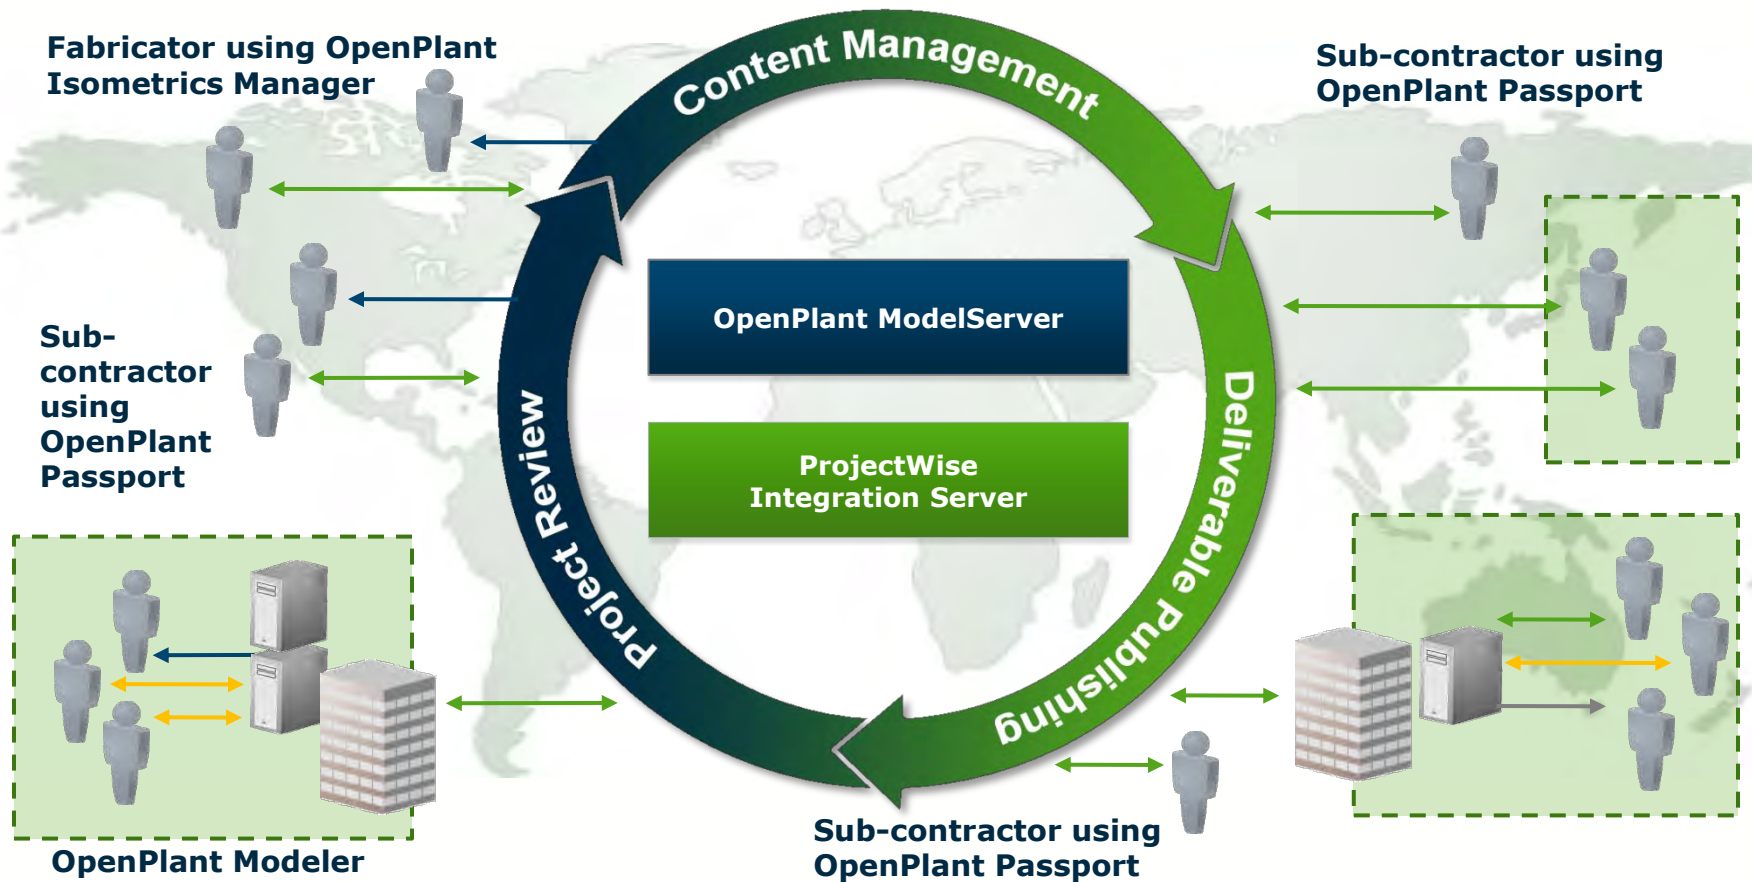 Fabricator using OpenPlant
Isometrics Manager
Content Management
Sub-contractor using
OpenPlant Passport
OpenPlant ModelServer
Sub-
contractor
using
OpenPlant
Passport
ProjectWise
Integration Server
Project Review
Deliverable Publishing
OpenPlant Modeler
Sub-contractor using
OpenPlant Passport